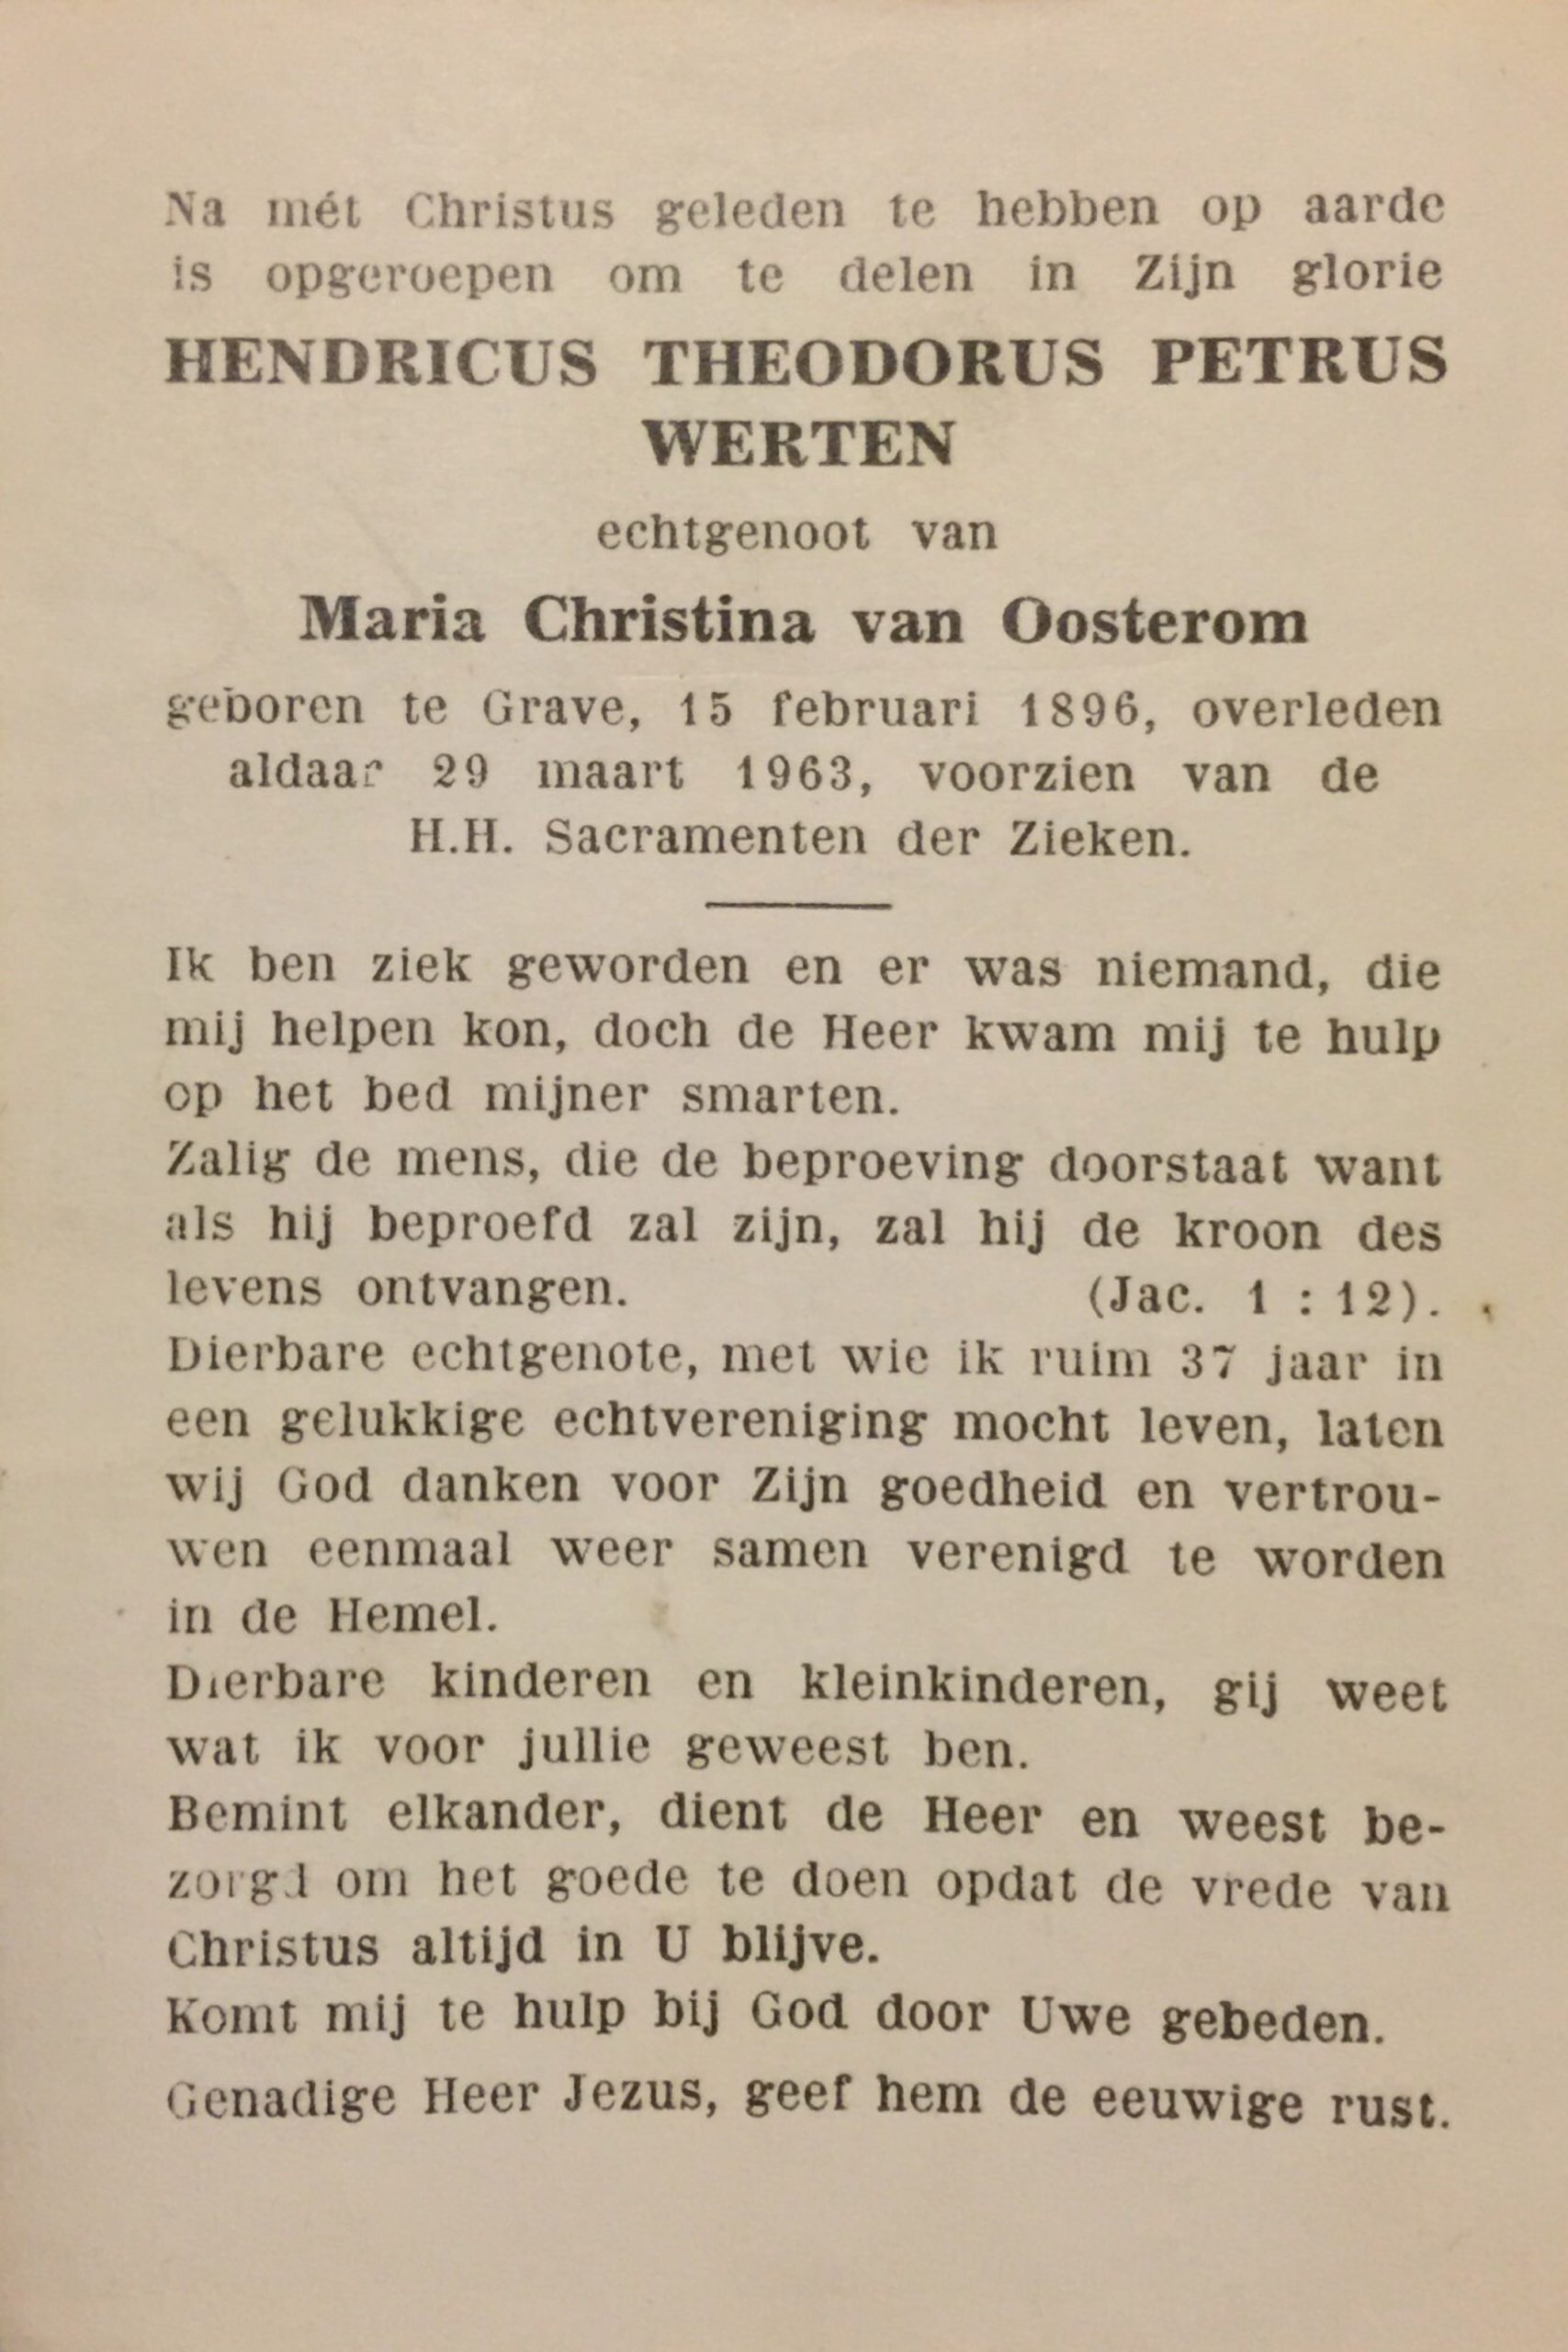 Na mét Christus geleden te hebben op aarde
is opgeroepen om te delen in Zijn glorie
HENDRICUS THEODORUS PETRUS
WERTEN
echtgenoot van
Maria Christina van Oosterom
geboren te Grave, 15 februari 1896, overleden
aldaar 29 maart 1963, voorzien van de
H.H. Sacramenten der Zieken.
Ik ben ziek geworden en er was niemand, die
mij helpen kon, doch de Heer kwam mij te hulp
op het bed mijner smarten.
Zalig de mens, die de beproeving doorstaat want
als hij beproefd zal zijn, zal hij de kroon des
levens ontvangen. (Jac. 1 : 12).
Dierbare echtgenote, met wie ik ruim 37 jaar in
een gelukkige echtvereniging mocht leven, laten
wij God danken voor Zijn goedheid en vertrou-
wen eenmaal weer samen verenigd te worden
in de Hemel.
Dierbare kinderen en kleinkinderen, gij weet
wat ik voor jullie geweest ben.
Bemint elkander, dient de Heer en weest be-
zorgd om het goede te doen opdat de vrede van
Christus altijd in U blijve.
Komt mij te hulp bij God door Uwe gebeden.
Genadige Heer Jezus, geef hem de eeuwige rust.